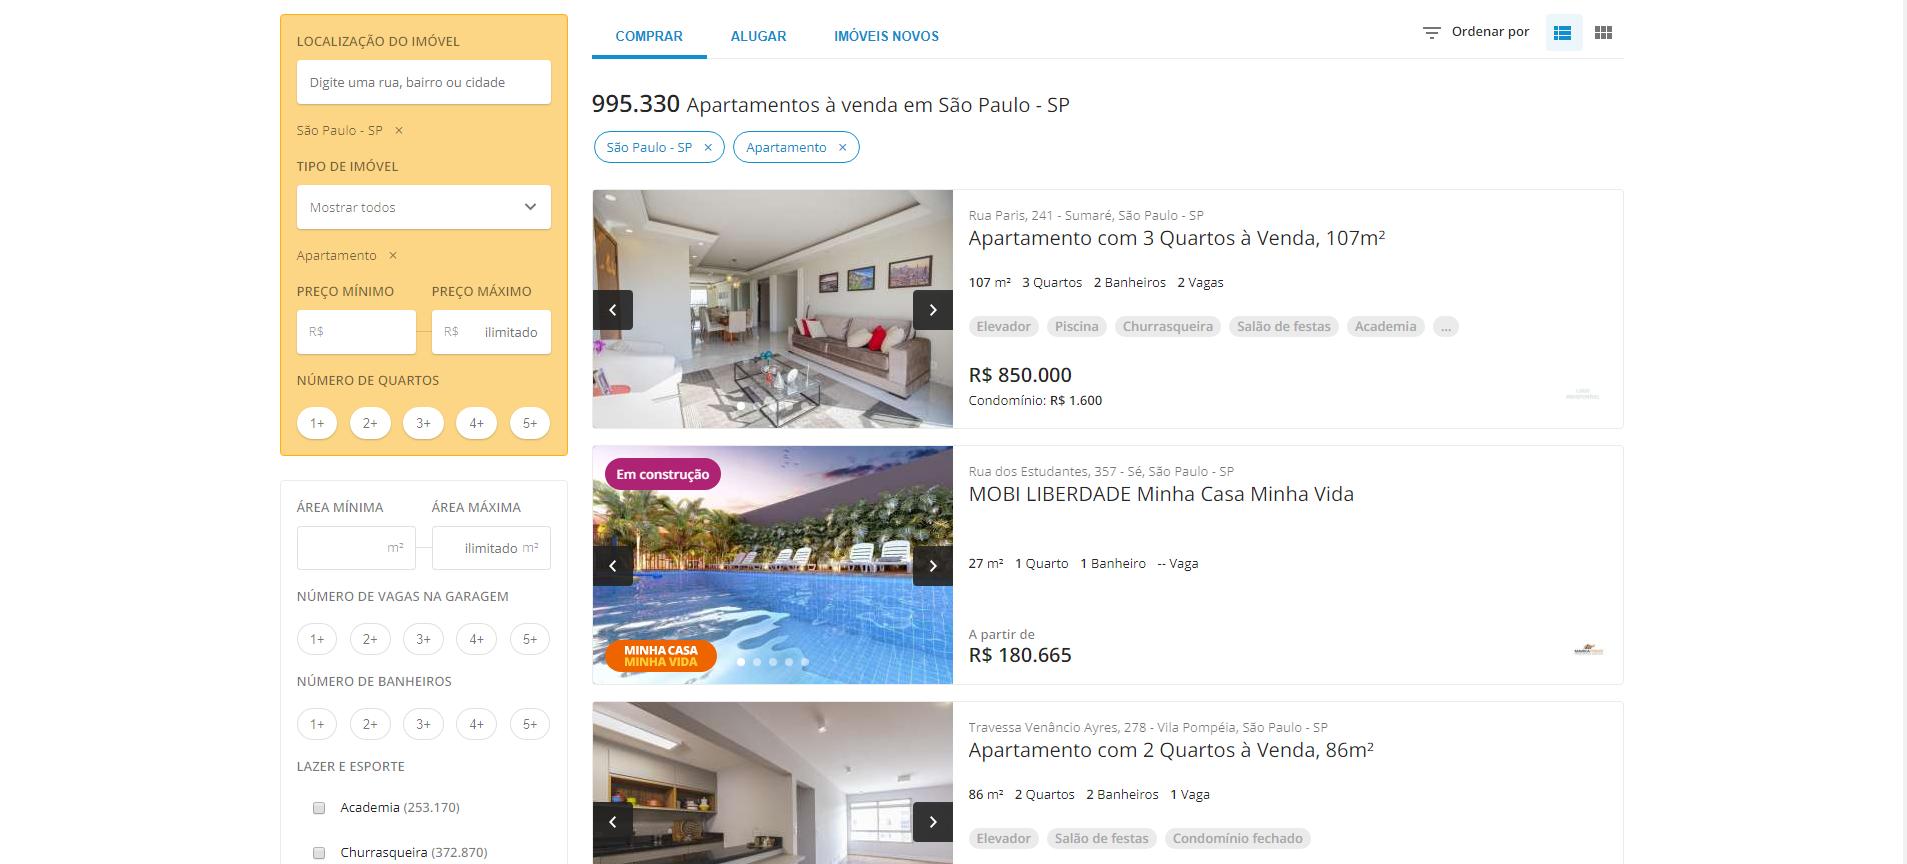 LOCALIZAÇÃO DO IMÓVEL
Digite uma rua, bairro ou cidade
São Paulo - SP ×
TIPO DE IMÓVEL
Mostrar todos
Apartamento ×
PREÇO MÍNIMO PREÇO MÁXIMO
R$ R$ ilimitado
NÚMERO DE QUARTOS
1+ 2+ 3+ 4+ 5+
ÁREA MÍNIMA ÁREA MÁXIMA
m² ilimitado m²
NÚMERO DE VAGAS NA GARAGEM
1+ 2+ 3+ 4+ 5+
NÚMERO DE BANHEIROS
1+ 2+ 3+ 4+ 5+
LAZER E ESPORTE
Academia (253.170)
Churrasqueira (372.870)
COMPRAR ALUGAR IMÓVEIS NOVOS
Ordenar por
995.330 Apartamentos à venda em São Paulo - SP
São Paulo - SP × Apartamento ×
Rua Paris, 241 - Sumaré, São Paulo - SP
Apartamento com 3 Quartos à Venda, 107m²
107 m² 3 Quartos 2 Banheiros 2 Vagas
Elevador Piscina Churrasqueira Salão de festas Academia ...
R$ 850.000
Condomínio: R$ 1.600
Em construção
MINHA CASA
MINHA VIDA
Rua dos Estudantes, 357 - Sé, São Paulo - SP
MOBI LIBERDADE Minha Casa Minha Vida
27 m² 1 Quarto 1 Banheiro -- Vaga
A partir de
R$ 180.665
Travessa Venâncio Ayres, 278 - Vila Pompéia, São Paulo - SP
Apartamento com 2 Quartos à Venda, 86m²
86 m² 2 Quartos 2 Banheiros 1 Vaga
Elevador Salão de festas Condomínio fechado